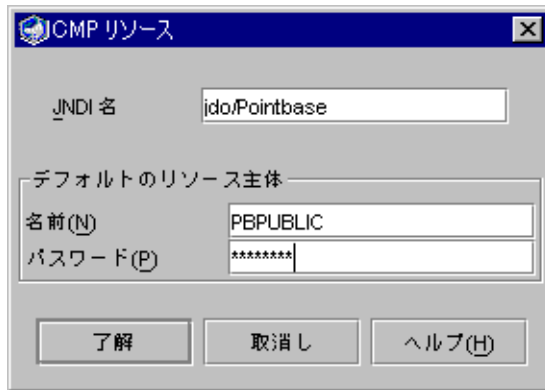 CMP リソース
JNDI 名 jdo/Pointbase
デフォルトのリソース主体
名前(N) PBPUBLIC
パスワード(P) ********
了解 取消し ヘルプ(H)